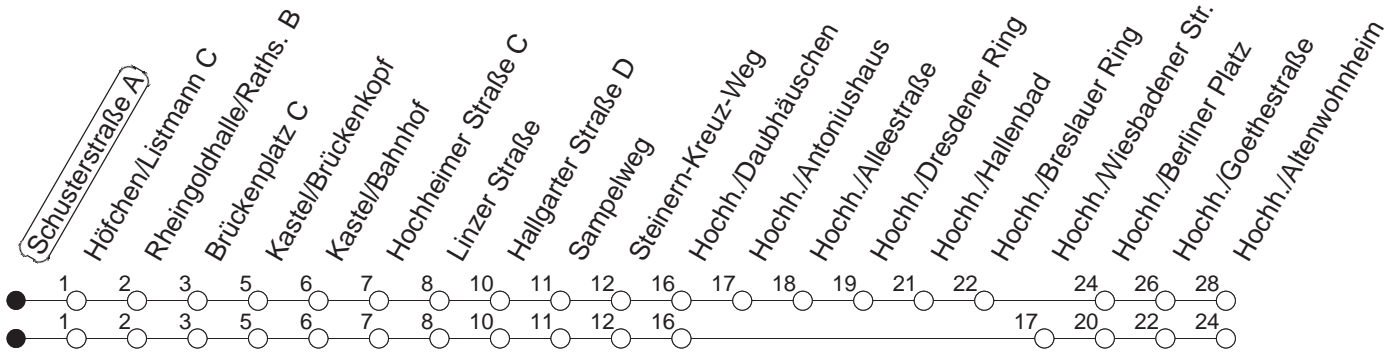 Schusterstraße A
Höfchen/Listmann C
Rheingoldhalle/Raths. B
Brückenplatz C
Kastel/Brückenkopf
Kastel/Bahnhof
Hochheimer Straße C
Linzer Straße
Hallgarter Straße D
Sampelweg
Steinern-Kreuz-Weg
Hochh./Daubhäuschen
Hochh./Antoniushaus
Hochh./Alleestraße
Hochh./Dresdener Ring
Hochh./Hallenbad
Hochh./Breslauer Ring
Hochh./Wiesbadener Str.
Hochh./Berliner Platz
Hochh./Goethestraße
Hochh./Altenwohnheim
1 2 3 5 6 7 8 10 11 12 16 17 18 19 21 22 24 26 28
1 2 3 5 6 7 8 10 11 12 16 17 20 22 24